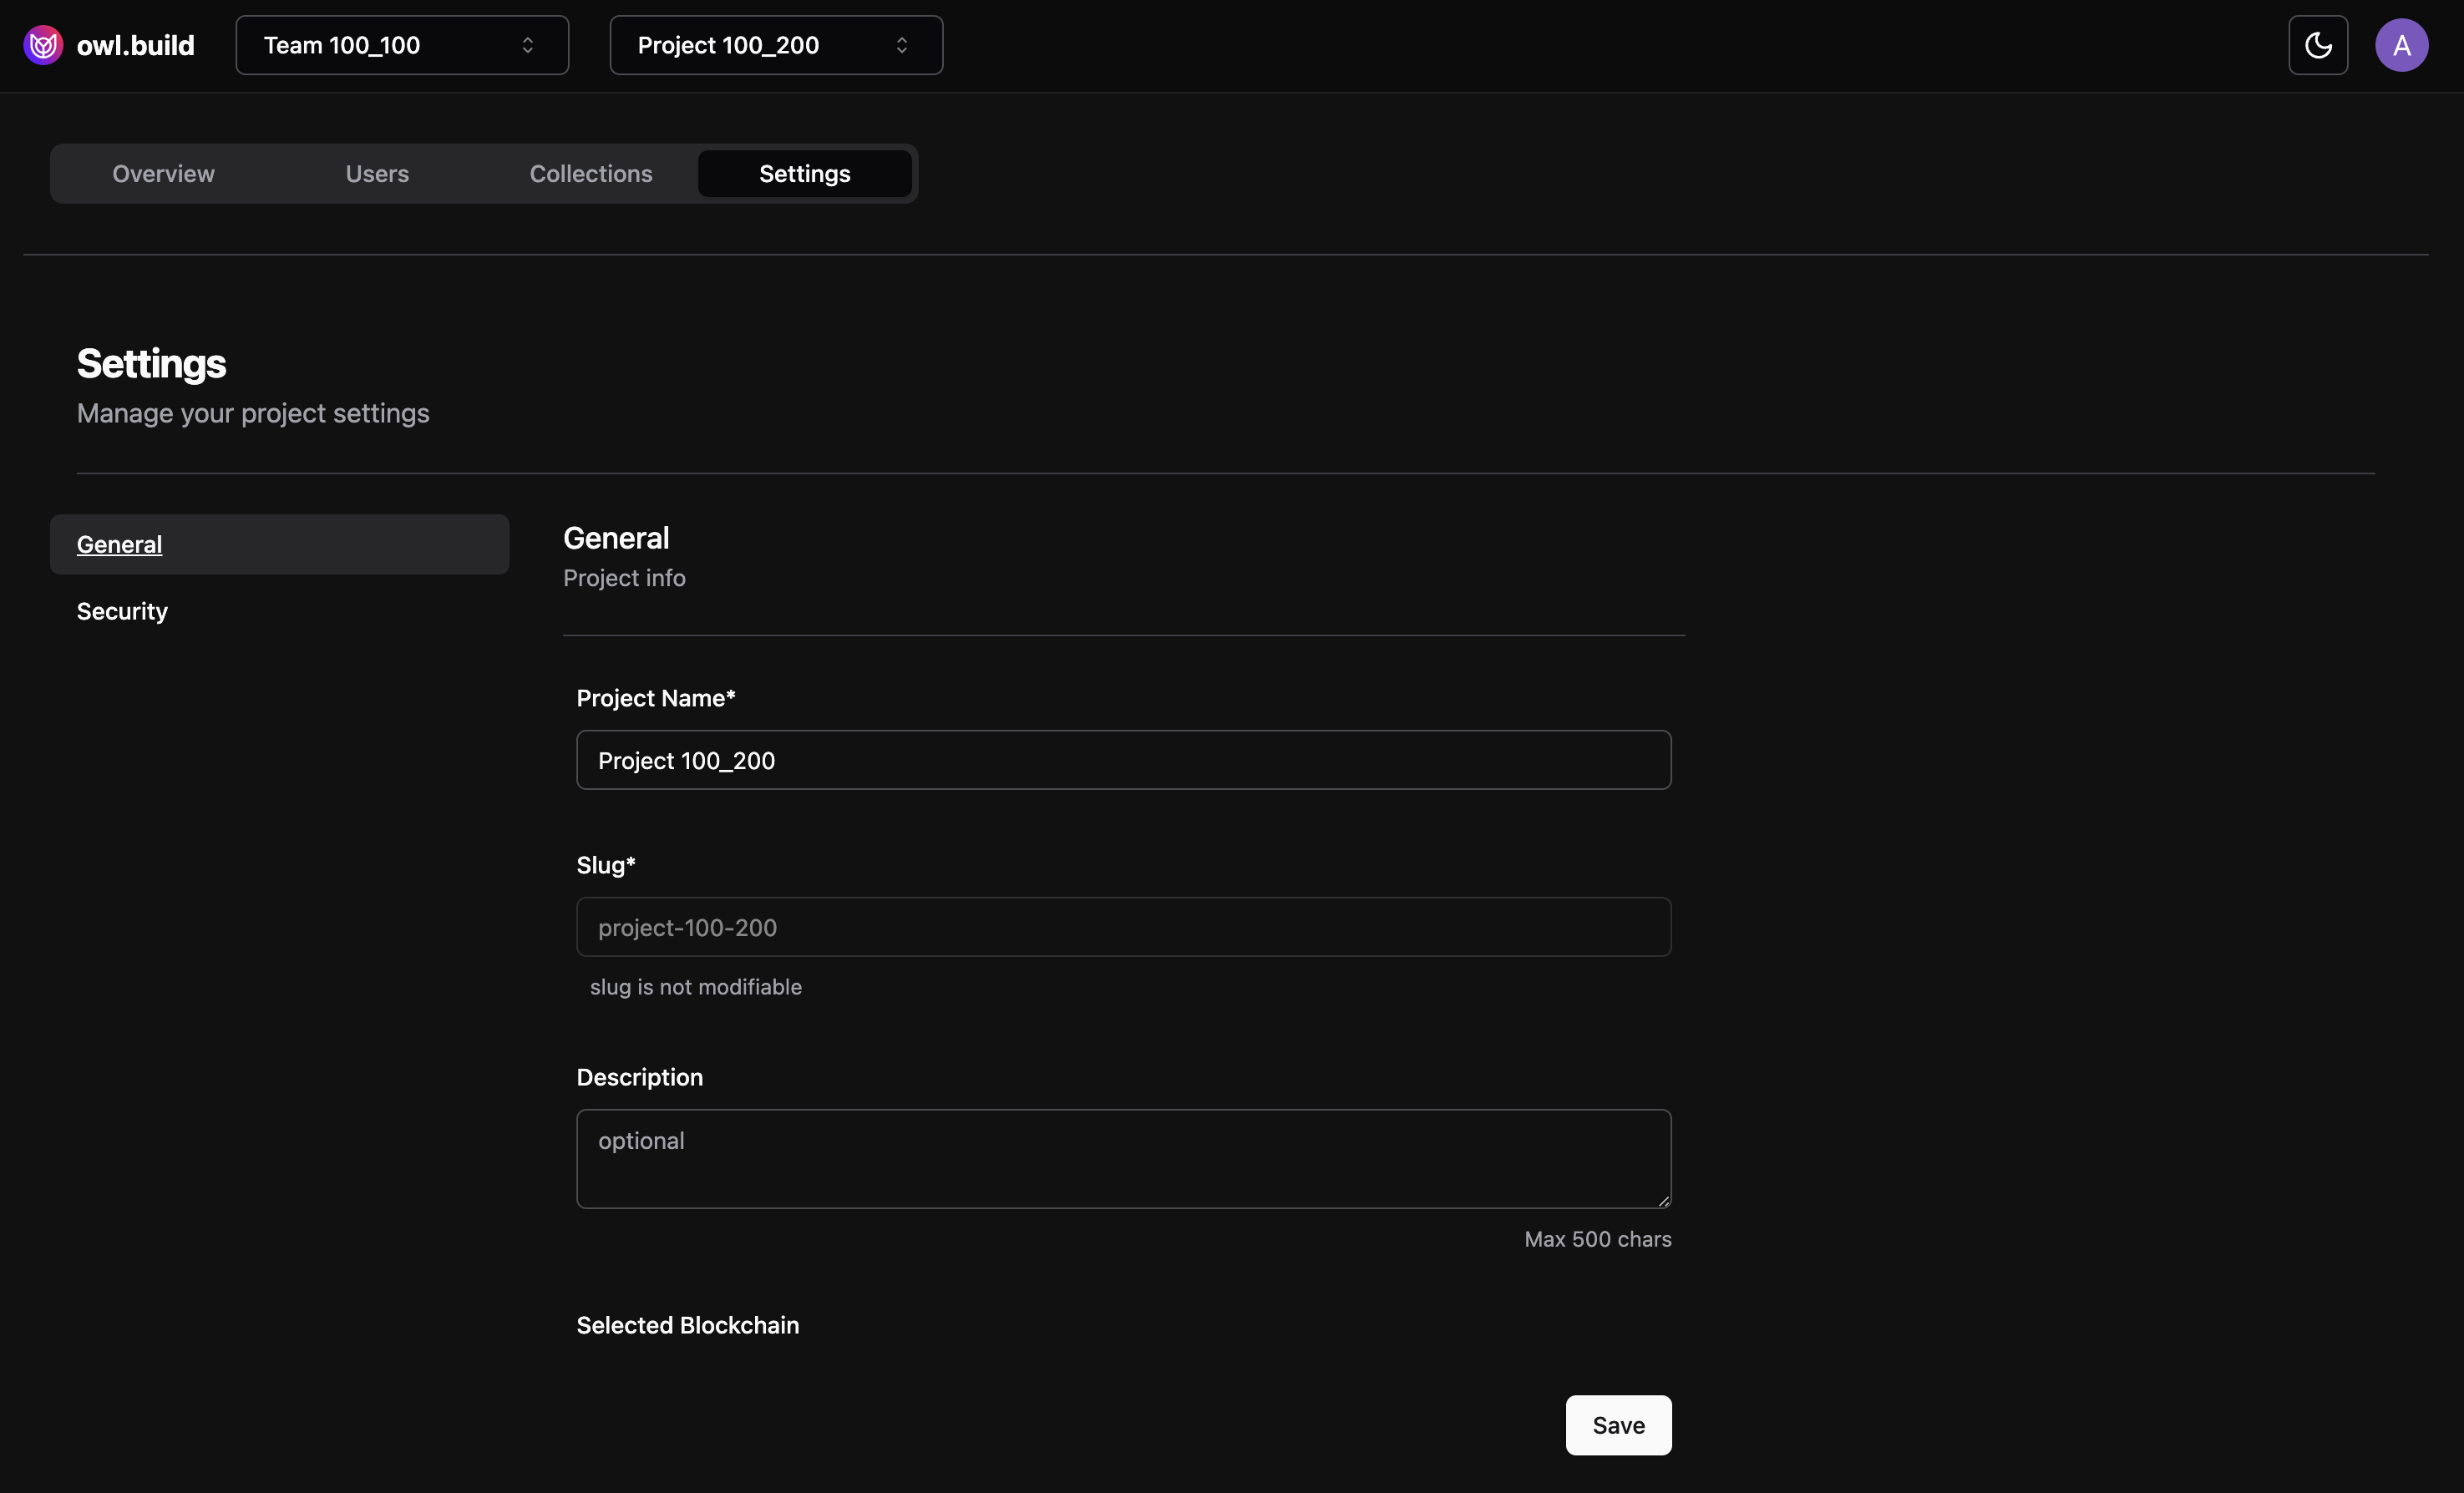 owl.build
Team 100_100
Project 100_200
A
Overview
Users
Collections
Settings
Settings
Manage your project settings
General
Security
General
Project info
Project Name*
Project 100_200
Slug*
project-100-200
slug is not modifiable
Description
optional
Max 500 chars
Selected Blockchain
Save